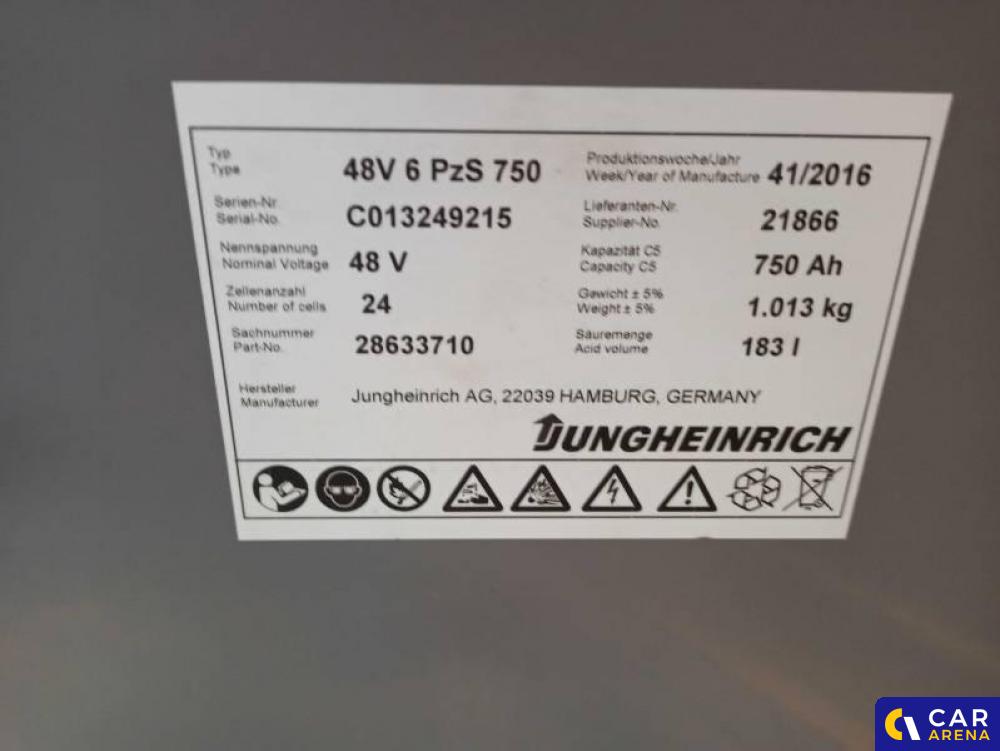 Typ
Type
48V 6 PzS 750
Produktionswoche/Jahr
Week/Year of Manufacture
41/2016
Serien-Nr.
Serial-No.
C013249215
Lieferanten-Nr.
Supplier-No.
21866
Nennspannung
Nominal Voltage
48 V
Kapazität C5
Capacity C5
750 Ah
Zellenanzahl
Number of cells
24
Gewicht ± 5%
Weight ± 5%
1.013 kg
Sachnummer
Part-No.
28633710
Säuremenge
Acid volume
183 l
Hersteller
Manufacturer
Jungheinrich AG, 22039 HAMBURG, GERMANY
JUNGHEINRICH
CAR
ARENA